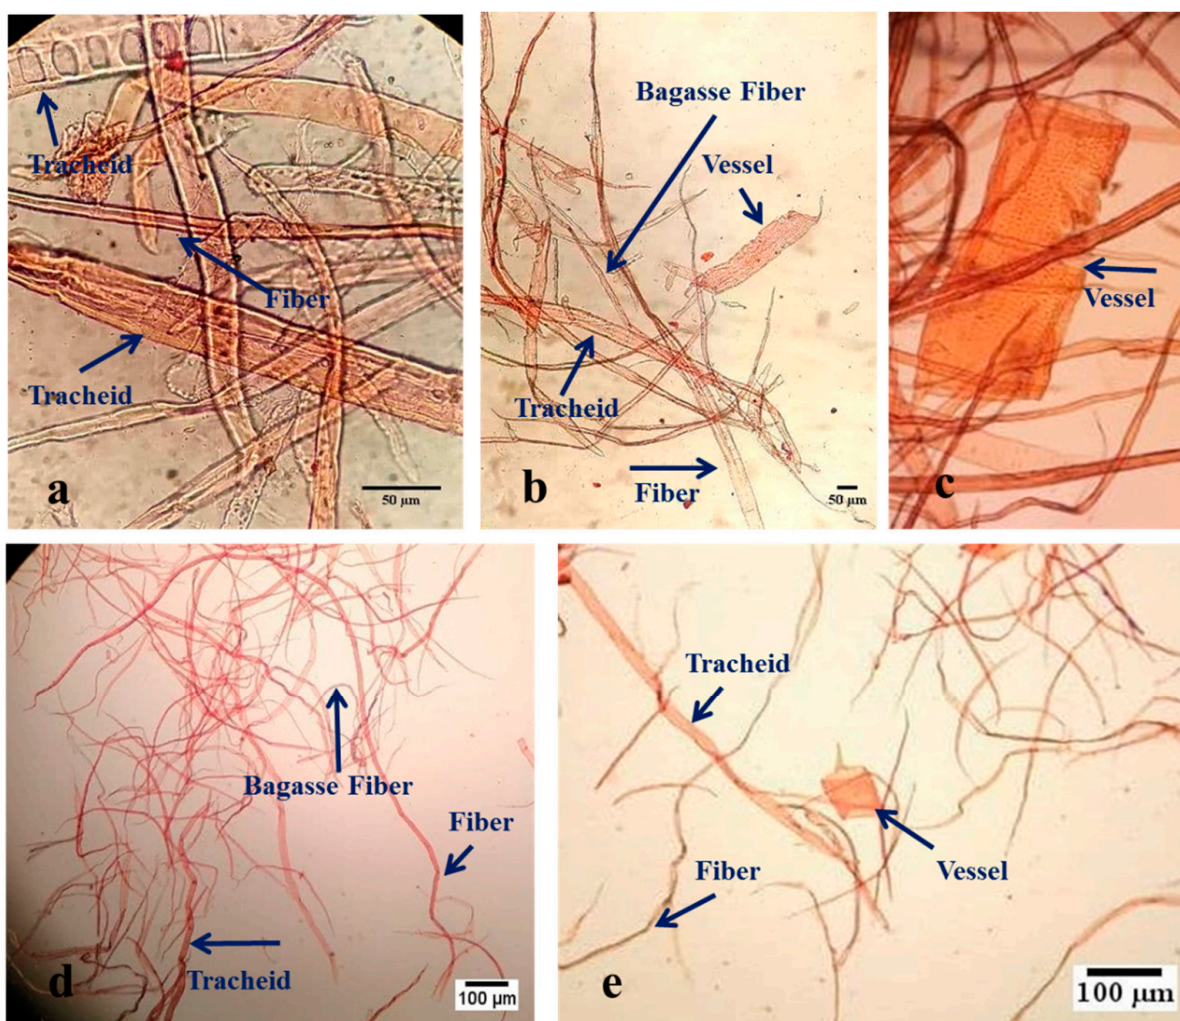 Tracheid
Fiber
Tracheid
a
50 µm
Bagasse Fiber
Vessel
Tracheid
Fiber
b
50 µm
Vessel
c
Bagasse Fiber
Fiber
Tracheid
d
100 µm
Tracheid
Vessel
Fiber
e
100 µm